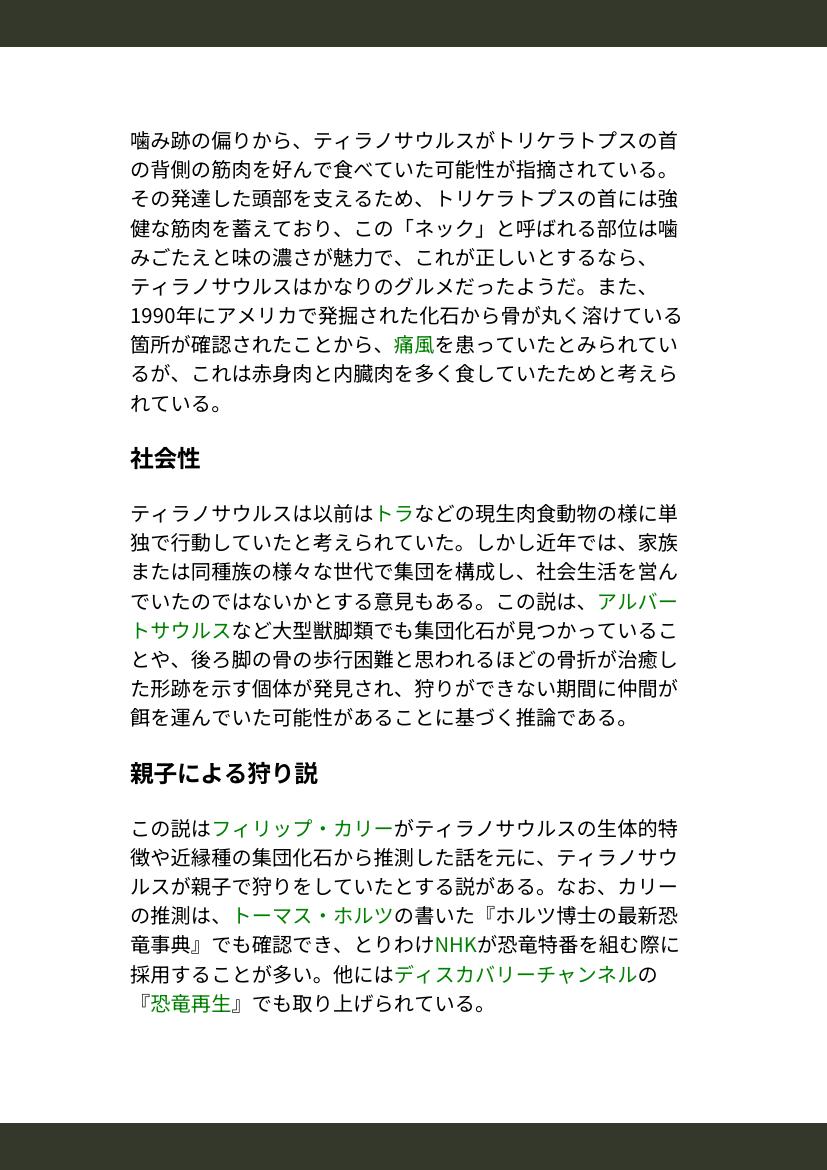 噛み跡の偏りから、ティラノサウルスがトリケラトプスの首
の背側の筋肉を好んで食べていた可能性が指摘されている。
その発達した頭部を支えるため、トリケラトプスの首には強
健な筋肉を蓄えており、この「ネック」と呼ばれる部位は噛
みごたえと味の濃さが魅力で、これが正しいとするなら、
ティラノサウルスはかなりのグルメだったようだ。また、
1990年にアメリカで発掘された化石から骨が丸く溶けている
箇所が確認されたことから、痛風を患っていたとみられてい
るが、これは赤身肉と内臓肉を多く食していたためと考えら
れている。
社会性
ティラノサウルスは以前はトラなどの現生肉食動物の様に単
独で行動していたと考えられていた。しかし近年では、家族
または同種族の様々な世代で集団を構成し、社会生活を営ん
でいたのではないかとする意見もある。この説は、アルバー
トサウルスなど大型獣脚類でも集団化石が見つかっているこ
とや、後ろ脚の骨の歩行困難と思われるほどの骨折が治癒し
た形跡を示す個体が発見され、狩りができない期間に仲間が
餌を運んでいた可能性があることに基づく推論である。
親子による狩り説
この説はフィリップ・カリーがティラノサウルスの生体的特
徴や近縁種の集団化石から推測した話を元に、ティラノサウ
ルスが親子で狩りをしていたとする説がある。なお、カリー
の推測は、トーマス・ホルツの書いた『ホルツ博士の最新恐
竜事典』でも確認でき、とりわけNHKが恐竜特番を組む際に
採用することが多い。他にはディスカバリーチャンネルの
『恐竜再生』でも取り上げられている。